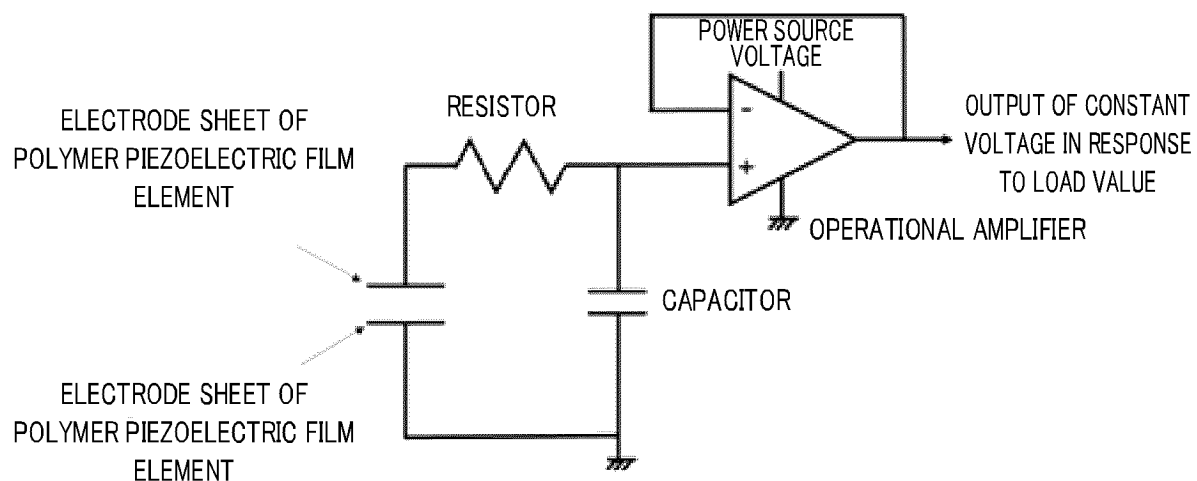 POWER SOURCE
VOLTAGE
RESISTOR
ELECTRODE SHEET OF
POLYMER PIEZOELECTRIC FILM
ELEMENT
-
+
OUTPUT OF CONSTANT
VOLTAGE IN RESPONSE
TO LOAD VALUE
OPERATIONAL AMPLIFIER
CAPACITOR
ELECTRODE SHEET OF
POLYMER PIEZOELECTRIC FILM
ELEMENT